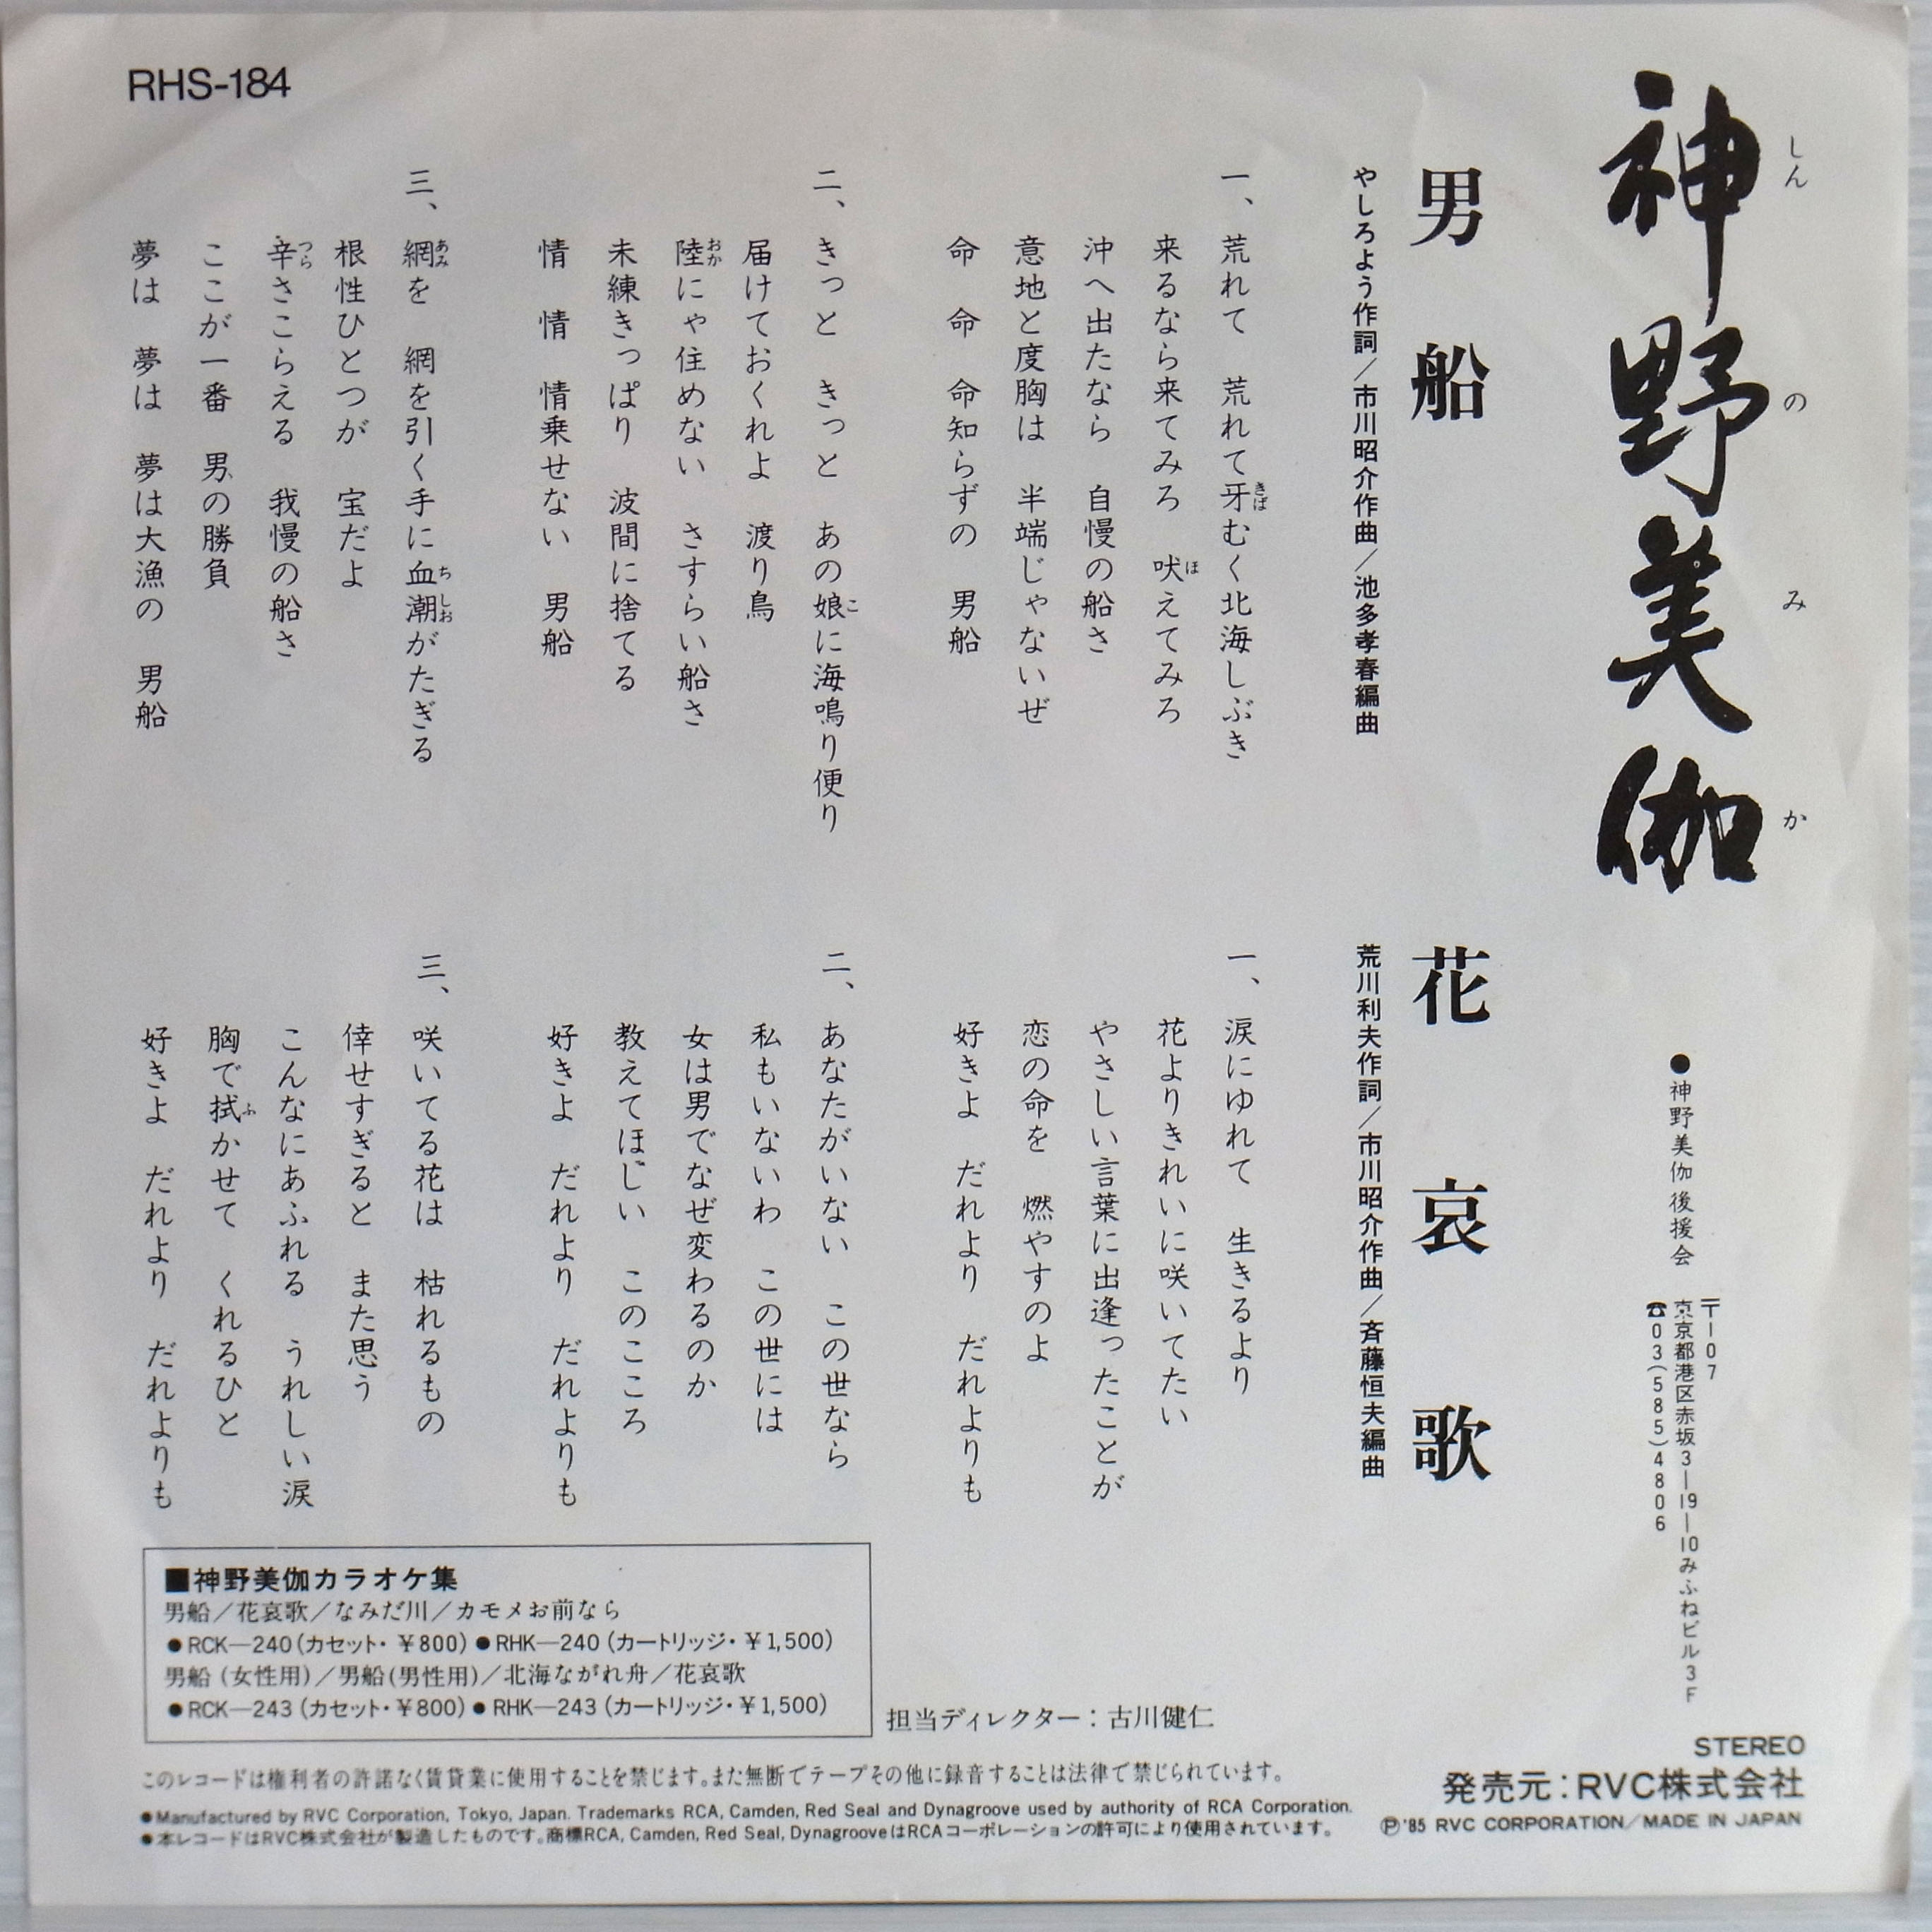 RHS-184
神野美伽
しんのみか
●神野美伽後援会
〒107
東京都港区赤坂3―19―10みふねビル3F
☎03(585)4806
男船
やしろよう作詞／市川昭介作曲／池多孝春編曲
一、荒れて　荒れて牙むく北海しぶき
きば
来るなら来てみろ　吠えてみろ
ほ
沖へ出たなら　自慢の船さ
意地と度胸は　半端じゃないぜ
命　命　命知らずの　男船
二、きっと　きっと　あの娘に海鳴り便り
こ
届けておくれよ　渡り鳥
陸にゃ住めない　さすらい船さ
おか
未練きっぱり　波間に捨てる
情　情　情乗せない　男船
三、網を　網を引く手に血潮がたぎる
あみ
ちしお
根性ひとつが　宝だよ
辛さこらえる　我慢の船さ
つら
ここが一番　男の勝負
夢は　夢は　夢は大漁の　男船
花哀歌
荒川利夫作詞／市川昭介作曲／斉藤恒夫編曲
一、涙にゆれて　生きるより
花よりきれいに咲いてたい
やさしい言葉に出逢ったことが
恋の命を　燃やすのよ
好きよ　だれより　だれよりも
二、あなたがいない　この世なら
私もいないわ　この世には
女は男でなぜ変わるのか
教えてほしい　このこころ
好きよ　だれより　だれよりも
三、咲いてる花は　枯れるもの
倖せすぎると　また思う
こんなにあふれる　うれしい涙
胸で拭かせて　くれるひと
ふ
好きよ　だれより　だれよりも
■神野美伽カラオケ集
男船／花哀歌／なみだ川／カモメお前なら
●RCK―240(カセット・¥800)●RHK―240(カートリッジ・¥1,500)
男船(女性用)／男船(男性用)／北海ながれ舟／花哀歌
●RCK―243(カセット・¥800)●RHK―243(カートリッジ・¥1,500)
担当ディレクター：古川健仁
このレコードは権利者の許諾なく賃貸業に使用することを禁じます。また無断でテープその他に録音することは法律で禁じられています。
●Manufactured by RVC Corporation, Tokyo, Japan. Trademarks RCA, Camden, Red Seal and Dynagroove used by authority of RCA Corporation.
●本レコードはRVC株式会社が製造したものです。商標RCA, Camden, Red Seal, DynagrooveはRCAコーポレーションの許可により使用されています。
STEREO
発売元：RVC株式会社
Ⓟ'85 RVC CORPORATION／MADE IN JAPAN